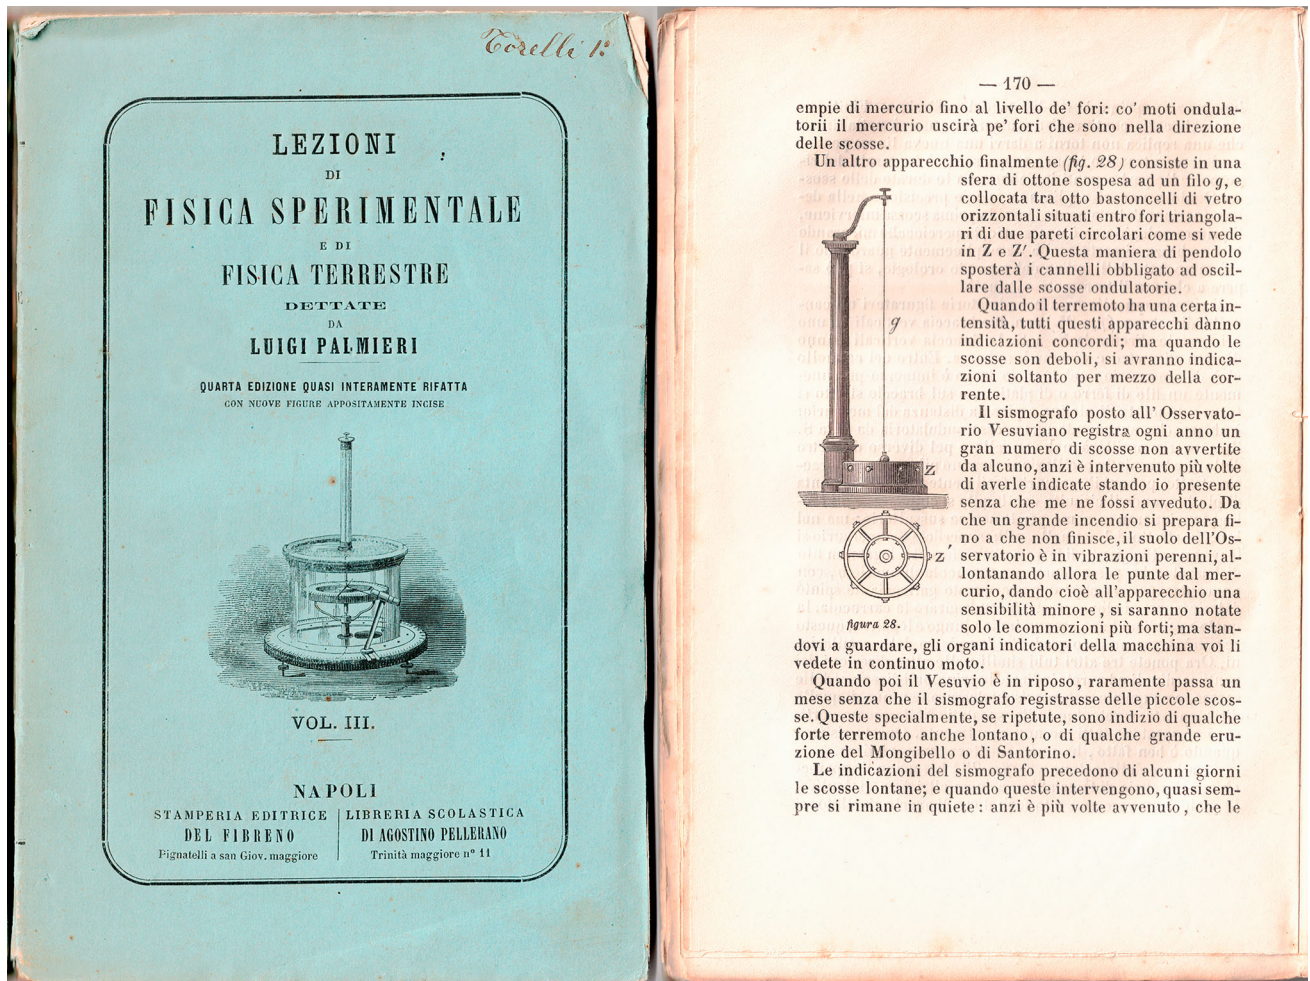 Torelli 1.º
LEZIONI
DI
FISICA SPERIMENTALE
E DI
FISICA TERRESTRE
DETTATE
DA
LUIGI PALMIERI
QUARTA EDIZIONE QUASI INTERAMENTE RIFATTA
CON NUOVE FIGURE APPOSITAMENTE INCISE
VOL. III.
NAPOLI
STAMPERIA EDITRICE
DEL FIBRENO
Pignatelli a san Giov. maggiore
LIBRERIA SCOLASTICA
DI AGOSTINO PELLERANO
Trinità maggiore n° 11
— 170 —
empie di mercurio fino al livello de' fori: co' moti ondula-
torii il mercurio uscirà pe' fori che sono nella direzione
delle scosse.
Un altro apparecchio finalmente (fig. 28) consiste in una
sfera di ottone sospesa ad un filo g, e
collocata tra otto bastoncelli di vetro
orizzontali situati entro fori triangola-
ri di due pareti circolari come si vede
in Z e Z'. Questa maniera di pendolo
sposterà i cannelli obbligato ad oscil-
lare dalle scosse ondulatorie.
Quando il terremoto ha una certa in-
tensità, tutti questi apparecchi dànno
indicazioni concordi; ma quando le
scosse son deboli, si avranno indica-
zioni soltanto per mezzo della cor-
rente.
Il sismografo posto all' Osservato-
rio Vesuviano registra ogni anno un
gran numero di scosse non avvertite
da alcuno, anzi è intervenuto più volte
di averle indicate stando io presente
senza che me ne fossi avveduto. Da
che un grande incendio si prepara fi-
no a che non finisce, il suolo dell'Os-
servatorio è in vibrazioni perenni, al-
lontanando allora le punte dal mer-
curio, dando cioè all'apparecchio una
sensibilità minore, si saranno notate
solo le commozioni più forti; ma stan-
dovi a guardare, gli organi indicatori della macchina voi li
vedete in continuo moto.
Quando poi il Vesuvio è in riposo, raramente passa un
mese senza che il sismografo registrasse delle piccole scos-
se. Queste specialmente, se ripetute, sono indizio di qualche
forte terremoto anche lontano, o di qualche grande eru-
zione del Mongibello o di Santorino.
Le indicazioni del sismografo precedono di alcuni giorni
le scosse lontane; e quando queste intervengono, quasi sem-
pre si rimane in quiete: anzi è più volte avvenuto, che le
g
Z
Z'
figura 28.